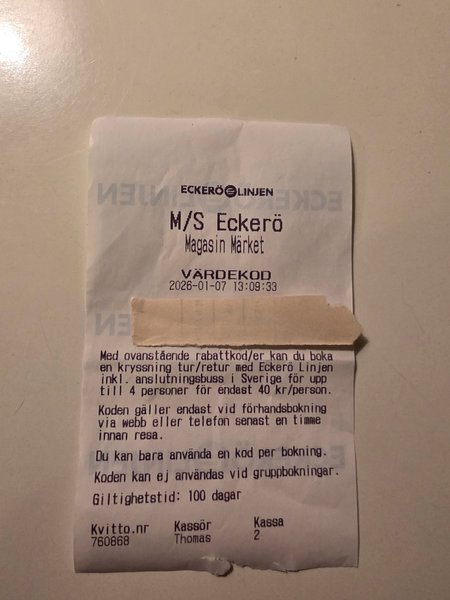 ECKERÖ LINJEN
M/S Eckerö
Magasin Märket
VÄRDEKOD
2026-01-07 13:09:33
Med ovanstående rabattkod/er kan du boka
en kryssning tur/retur med Eckerö Linjen
inkl. anslutningsbuss i Sverige för upp
till 4 personer för endast 40 kr/person.
Koden gäller endast vid förhandsbokning
via webb eller telefon senast en timme
innan resa.
Du kan bara använda en kod per bokning.
Koden kan ej användas vid gruppbokningar.
Giltighetstid: 100 dagar
Kvitto.nr Kassör Kassa
760868 Thomas 2